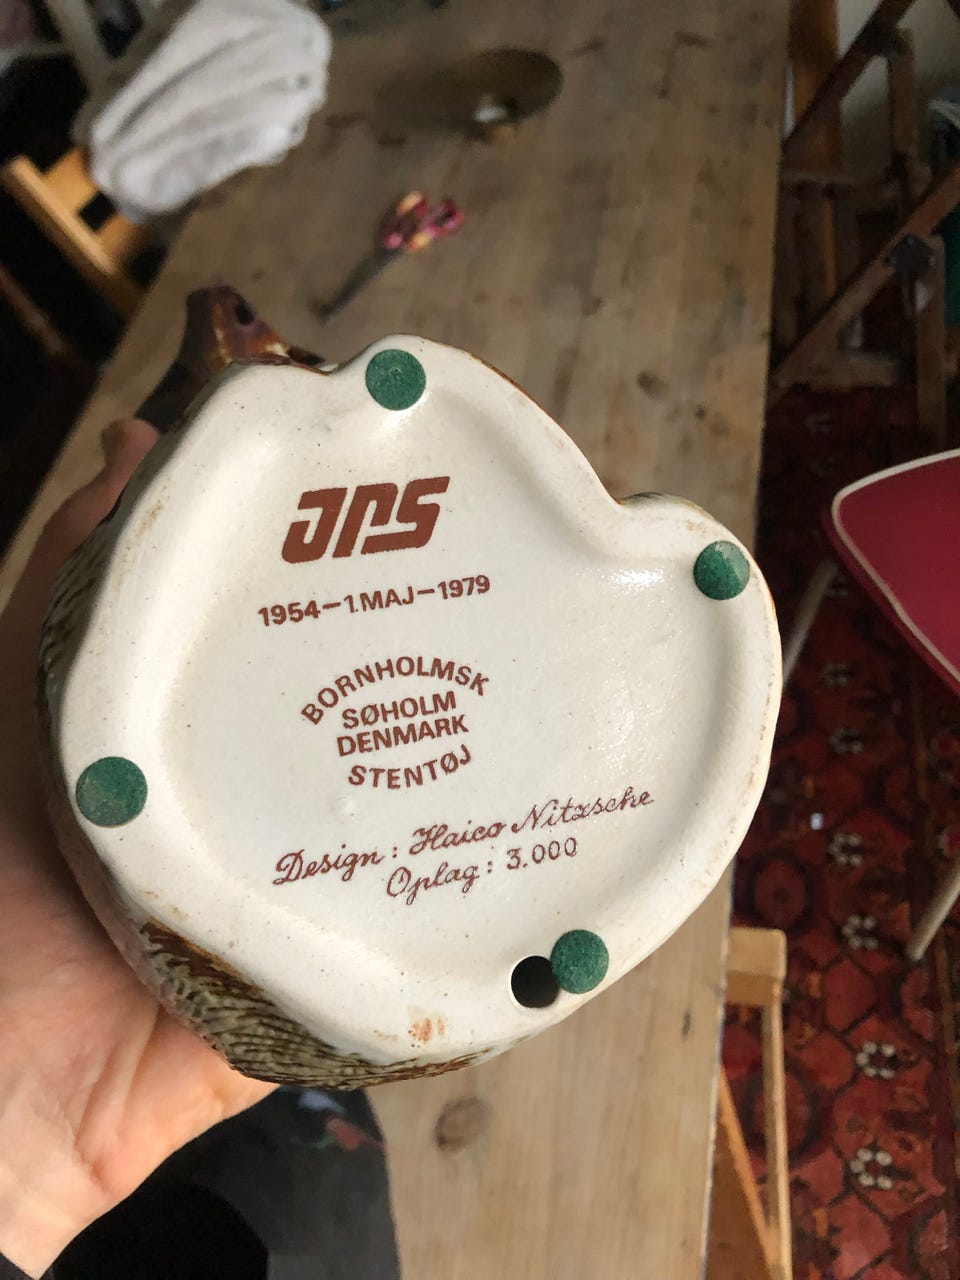 JPS
1954-1.MAJ-1979
BORNHOLMSK
SØHOLM
DENMARK
STENTØJ
Design: Haico Nitzsche
Oplag: 3.000